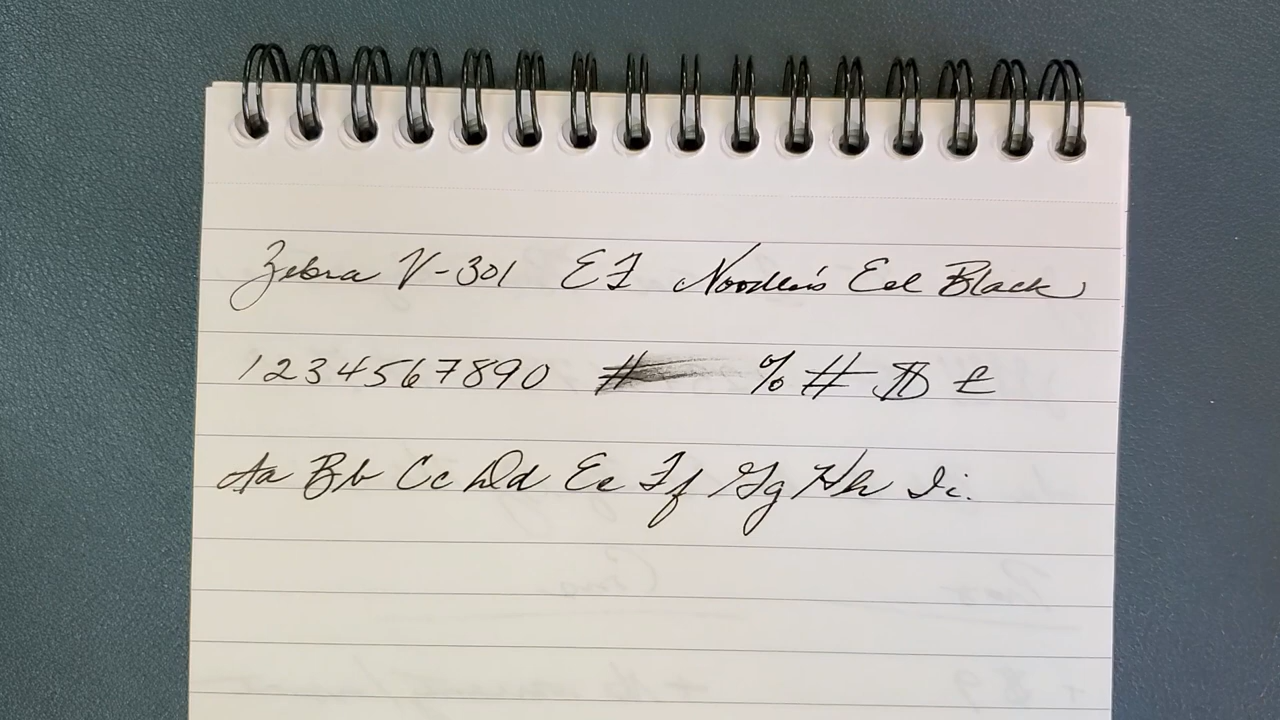 Zebra V-301 EF Noodler's Eel Black
1234567890 # % # $ £
Aa Bb Cc Dd Ee Ff Gg Hh Ii.